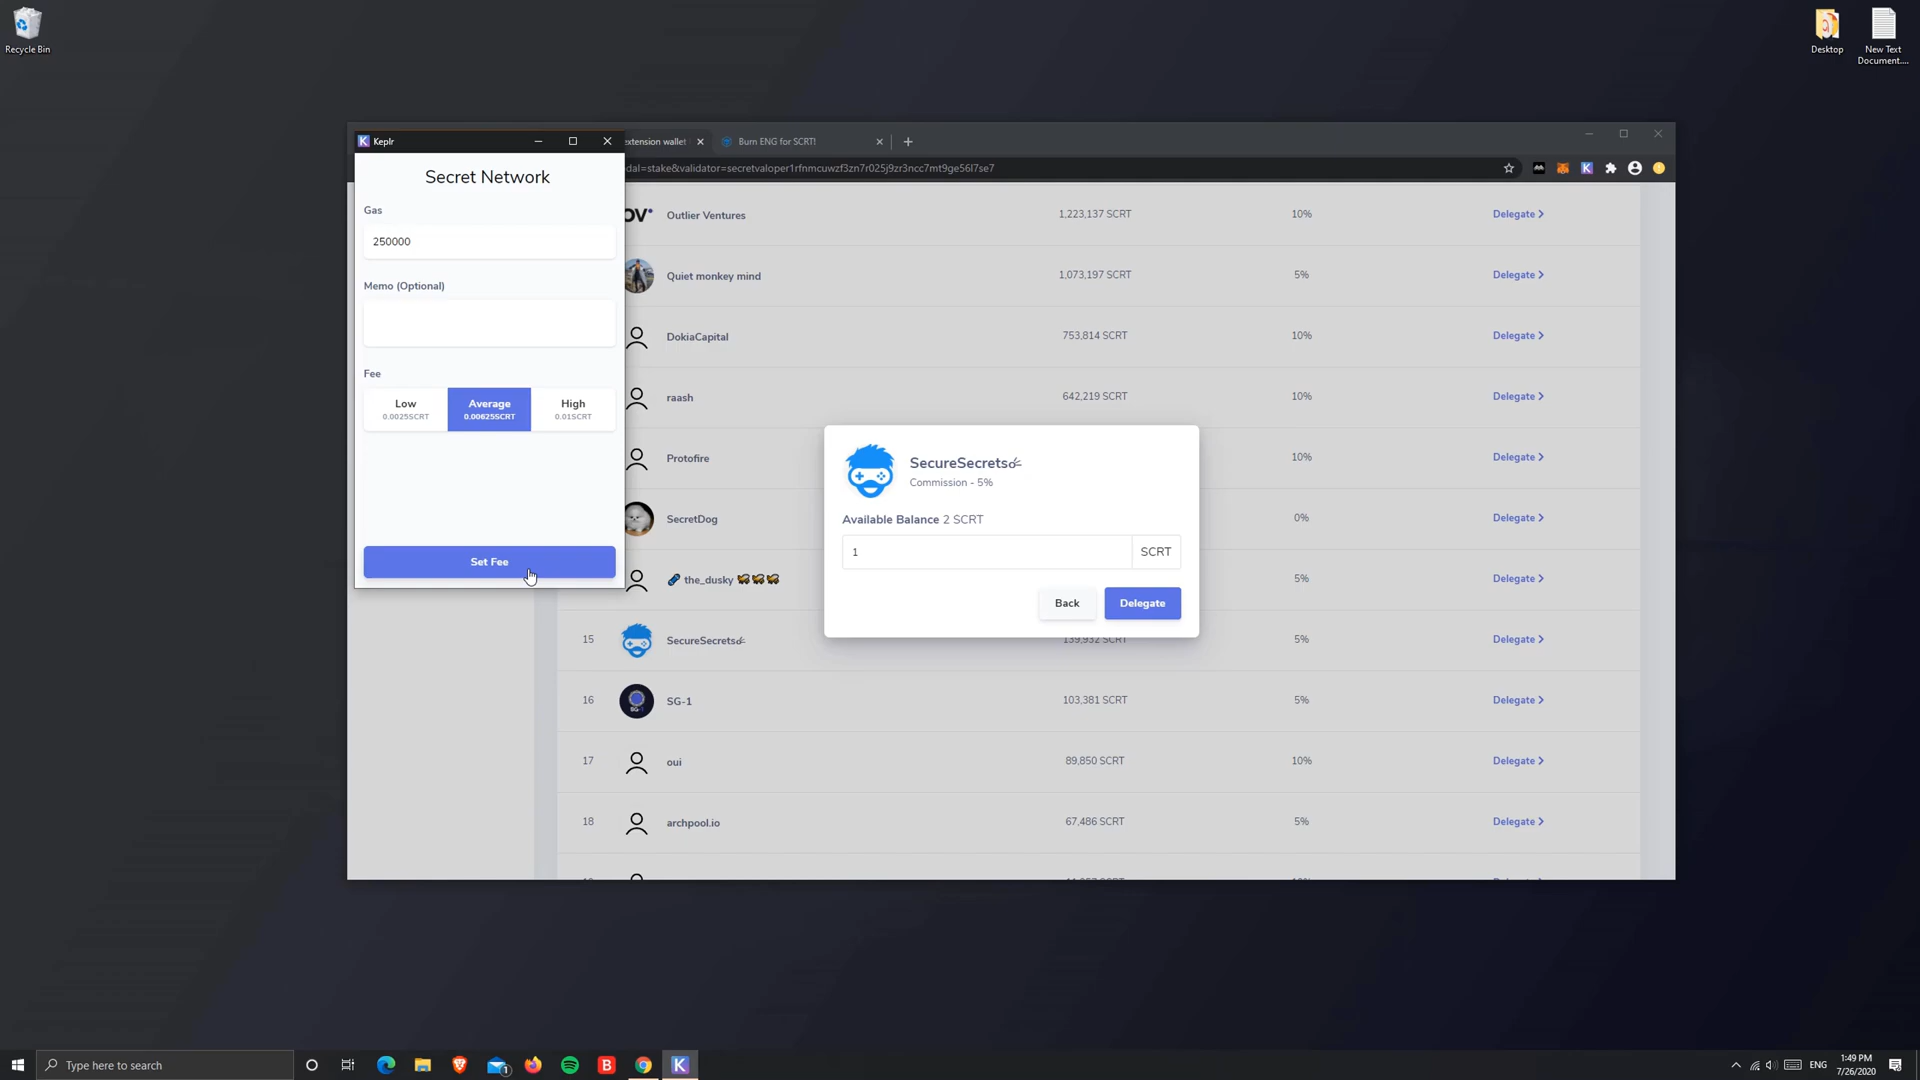 Recycle Bin
Desktop
New Text
Document....
Keplr
extension wallet
Burn ENG for SCRT!
dal=stake&validator=secretvaloper1rfnmcuwzf3zn7r025j9zr3ncc7mt9ge56l7se7
Secret Network
Gas
250000
Memo (Optional)
Fee
Low
0.0025SCRT
Average
0.00625SCRT
High
0.01SCRT
Set Fee
OV
Outlier Ventures 1,223,137 SCRT 10% Delegate
Quiet monkey mind 1,073,197 SCRT 5% Delegate
DokiaCapital 753,814 SCRT 10% Delegate
raash 642,219 SCRT 10% Delegate
Protofire 10% Delegate
SecretDog 0% Delegate
the_dusky 5% Delegate
15 SecureSecrets 139,932 SCRT 5% Delegate
16 SG-1 103,381 SCRT 5% Delegate
17 oui 89,850 SCRT 10% Delegate
18 archpool.io 67,486 SCRT 5% Delegate
SecureSecrets
Commission - 5%
Available Balance 2 SCRT
1 SCRT
Back Delegate
Type here to search
ENG
1:49 PM
7/26/2020